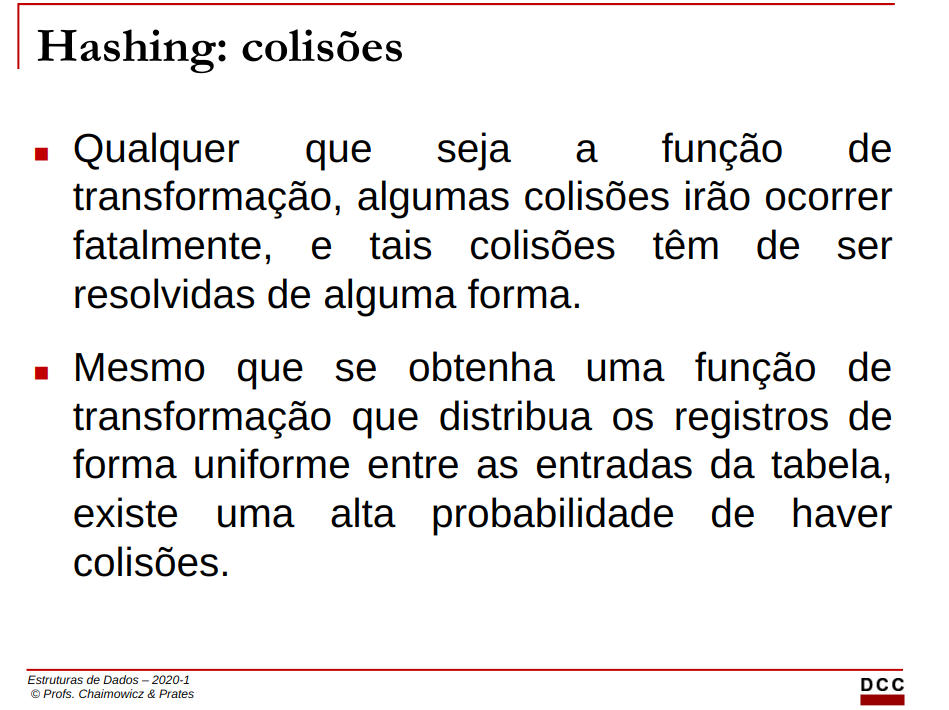 Hashing: colisões
Qualquer que seja a função de
transformação, algumas colisões irão ocorrer
fatalmente, e tais colisões têm de ser
resolvidas de alguma forma.
Mesmo que se obtenha uma função de
transformação que distribua os registros de
forma uniforme entre as entradas da tabela,
existe uma alta probabilidade de haver
colisões.
Estruturas de Dados – 2020-1
© Profs. Chaimowicz & Prates
DCC